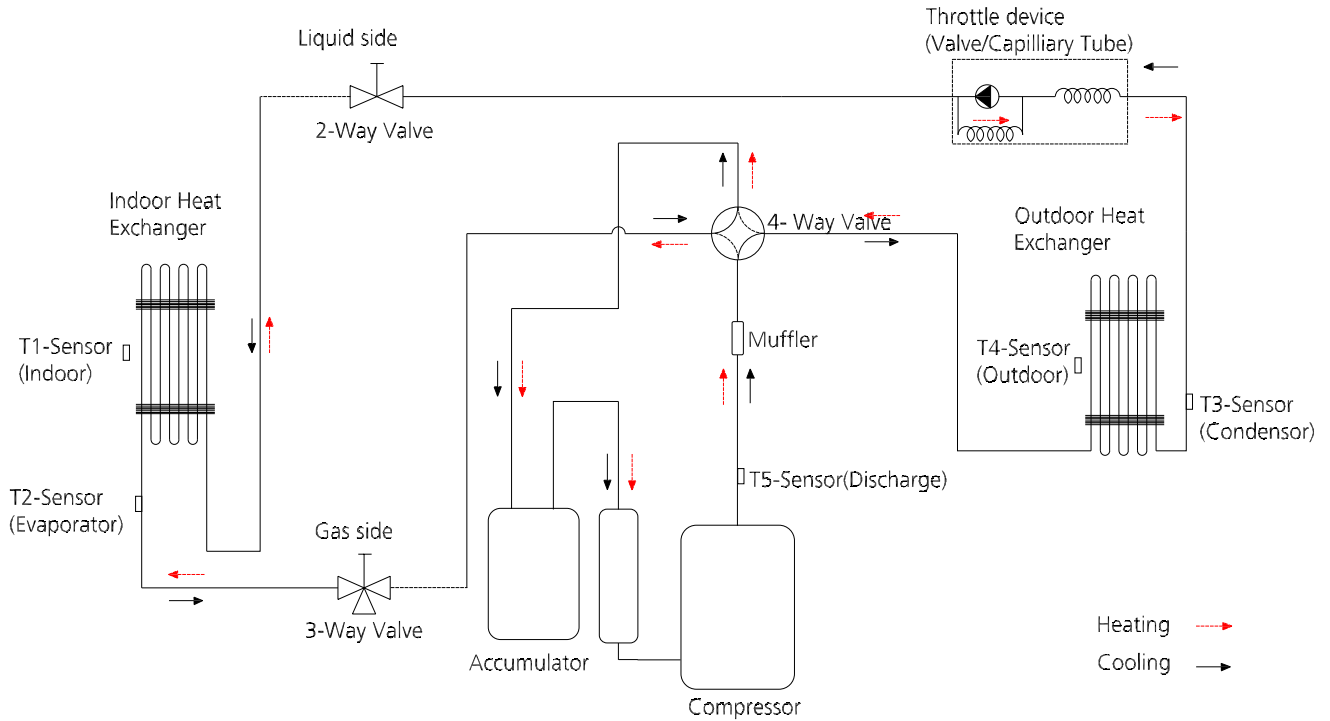 Throttle device
(Valve/Capilliary Tube)
Liquid side
2-Way Valve
Indoor Heat
Exchanger
4- Way Valve
Outdoor Heat
Exchanger
Muffler
T1-Sensor
(Indoor)
T4-Sensor
(Outdoor)
T3-Sensor
(Condensor)
T5-Sensor(Discharge)
T2-Sensor
(Evaporator)
Gas side
3-Way Valve
Accumulator
Compressor
Heating
Cooling